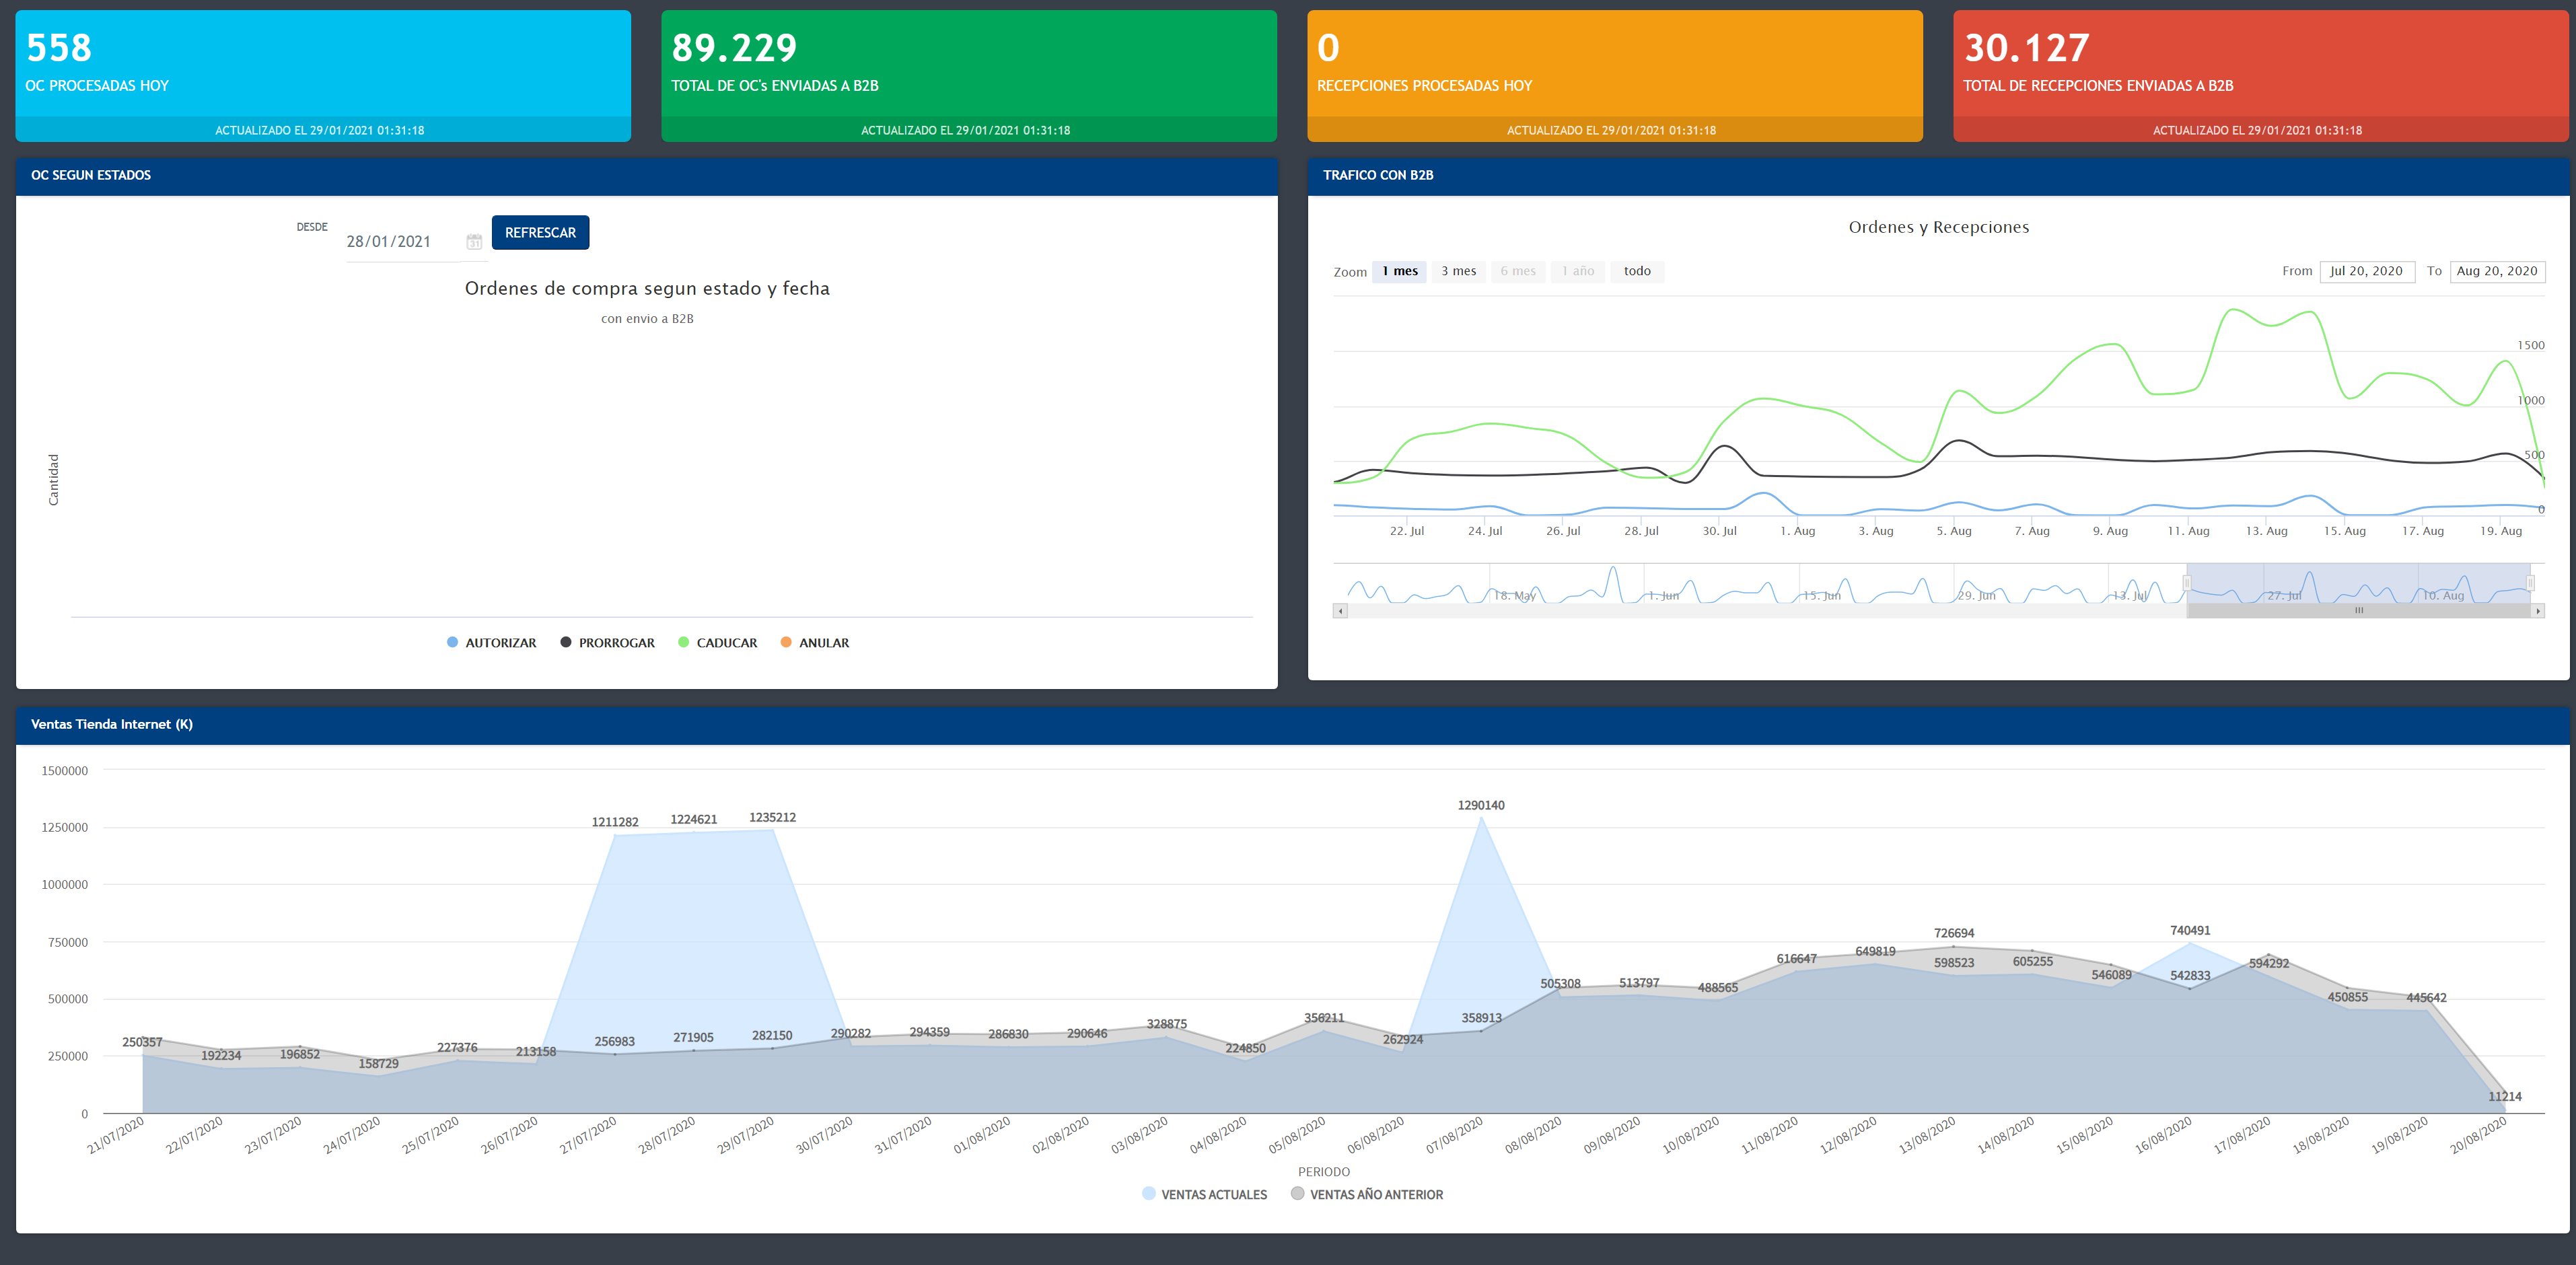 558
OC PROCESADAS HOY
ACTUALIZADO EL 29/01/2021 01:31:18
89.229
TOTAL DE OC's ENVIADAS A B2B
ACTUALIZADO EL 29/01/2021 01:31:18
0
RECEPCIONES PROCESADAS HOY
ACTUALIZADO EL 29/01/2021 01:31:18
30.127
TOTAL DE RECEPCIONES ENVIADAS A B2B
ACTUALIZADO EL 29/01/2021 01:31:18
OC SEGUN ESTADOS
DESDE
28/01/2021
31
REFRESCAR
Ordenes de compra segun estado y fecha
con envio a B2B
Cantidad
AUTORIZAR PRORROGAR CADUCAR ANULAR
TRAFICO CON B2B
Ordenes y Recepciones
Zoom 1 mes 3 mes 6 mes 1 año todo
From Jul 20, 2020 To Aug 20, 2020
1500
1000
500
0
22. Jul 24. Jul 26. Jul 28. Jul 30. Jul 1. Aug 3. Aug 5. Aug 7. Aug 9. Aug 11. Aug 13. Aug 15. Aug 17. Aug 19. Aug
18. May 1. Jun 15. Jun 29. Jun 13. Jul 27. Jul 10. Aug
Ventas Tienda Internet (K)
1500000
1250000
1000000
750000
500000
250000
0
1211282 1224621 1235212 1290140
726694 740491
250357 192234 196852 158729 227376 213158 256983 271905 282150 290282 294359 286830 290646 328875 224850 356211 262924 358913 505308 513797 488565 616647 649819 598523 605255 546089 542833 594292 450855 445642 11214
21/07/2020 22/07/2020 23/07/2020 24/07/2020 25/07/2020 26/07/2020 27/07/2020 28/07/2020 29/07/2020 30/07/2020 31/07/2020 01/08/2020 02/08/2020 03/08/2020 04/08/2020 05/08/2020 06/08/2020 07/08/2020 08/08/2020 09/08/2020 10/08/2020 11/08/2020 12/08/2020 13/08/2020 14/08/2020 15/08/2020 16/08/2020 17/08/2020 18/08/2020 19/08/2020 20/08/2020
PERIODO
VENTAS ACTUALES VENTAS AÑO ANTERIOR